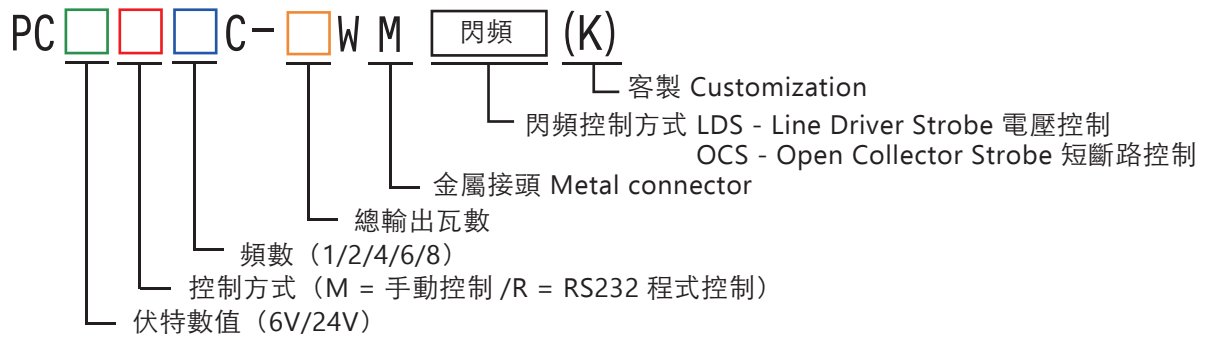 PC□□□C-□WM 閃頻 (K)
客製 Customization
閃頻控制方式 LDS - Line Driver Strobe 電壓控制
OCS - Open Collector Strobe 短斷路控制
金屬接頭 Metal connector
總輸出瓦數
頻數（1/2/4/6/8）
控制方式（M = 手動控制 /R = RS232 程式控制）
伏特數值（6V/24V）